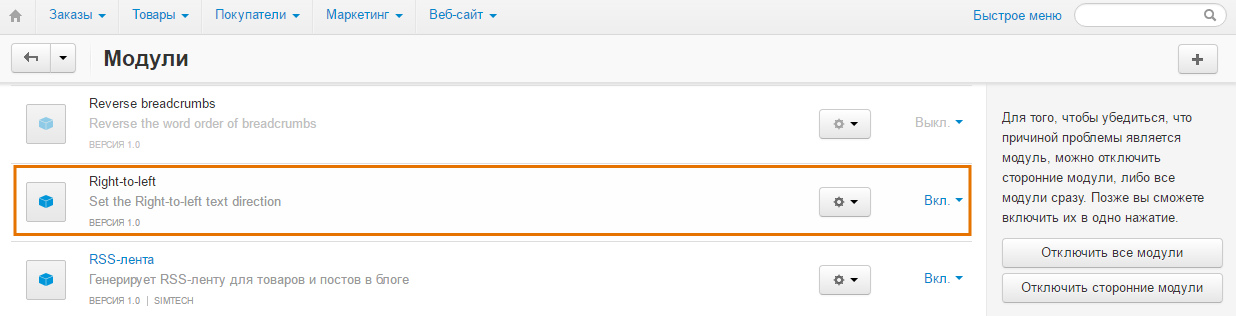 Заказы Товары Покупатели Маркетинг Веб-сайт Быстрое меню
Модули
Reverse breadcrumbs
Reverse the word order of breadcrumbs
ВЕРСИЯ 1.0
Выкл.
Right-to-left
Set the Right-to-left text direction
ВЕРСИЯ 1.0
Вкл.
RSS-лента
Генерирует RSS-ленту для товаров и постов в блоге
ВЕРСИЯ 1.0 | SIMTECH
Вкл.
Для того, чтобы убедиться, что
причиной проблемы является
модуль, можно отключить
сторонние модули, либо все
модули сразу. Позже вы сможете
включить их в одно нажатие.
Отключить все модули
Отключить сторонние модули